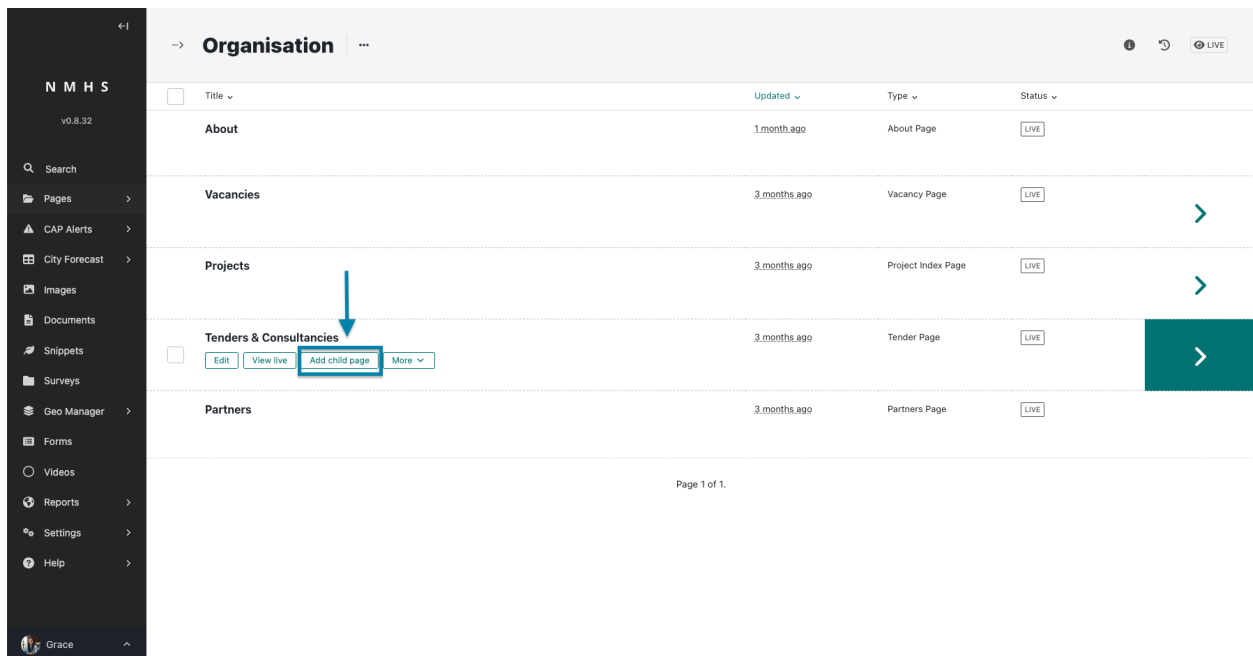 Organisation
LIVE
NMHS
v0.8.32
Search
Pages
CAP Alerts
City Forecast
Images
Documents
Snippets
Surveys
Geo Manager
Forms
Videos
Reports
Settings
Help
Grace
Title Updated Type Status
About 1 month ago About Page LIVE
Vacancies 3 months ago Vacancy Page LIVE
Projects 3 months ago Project Index Page LIVE
Tenders & Consultancies 3 months ago Tender Page LIVE
Edit View live Add child page More
Partners 3 months ago Partners Page LIVE
Page 1 of 1.